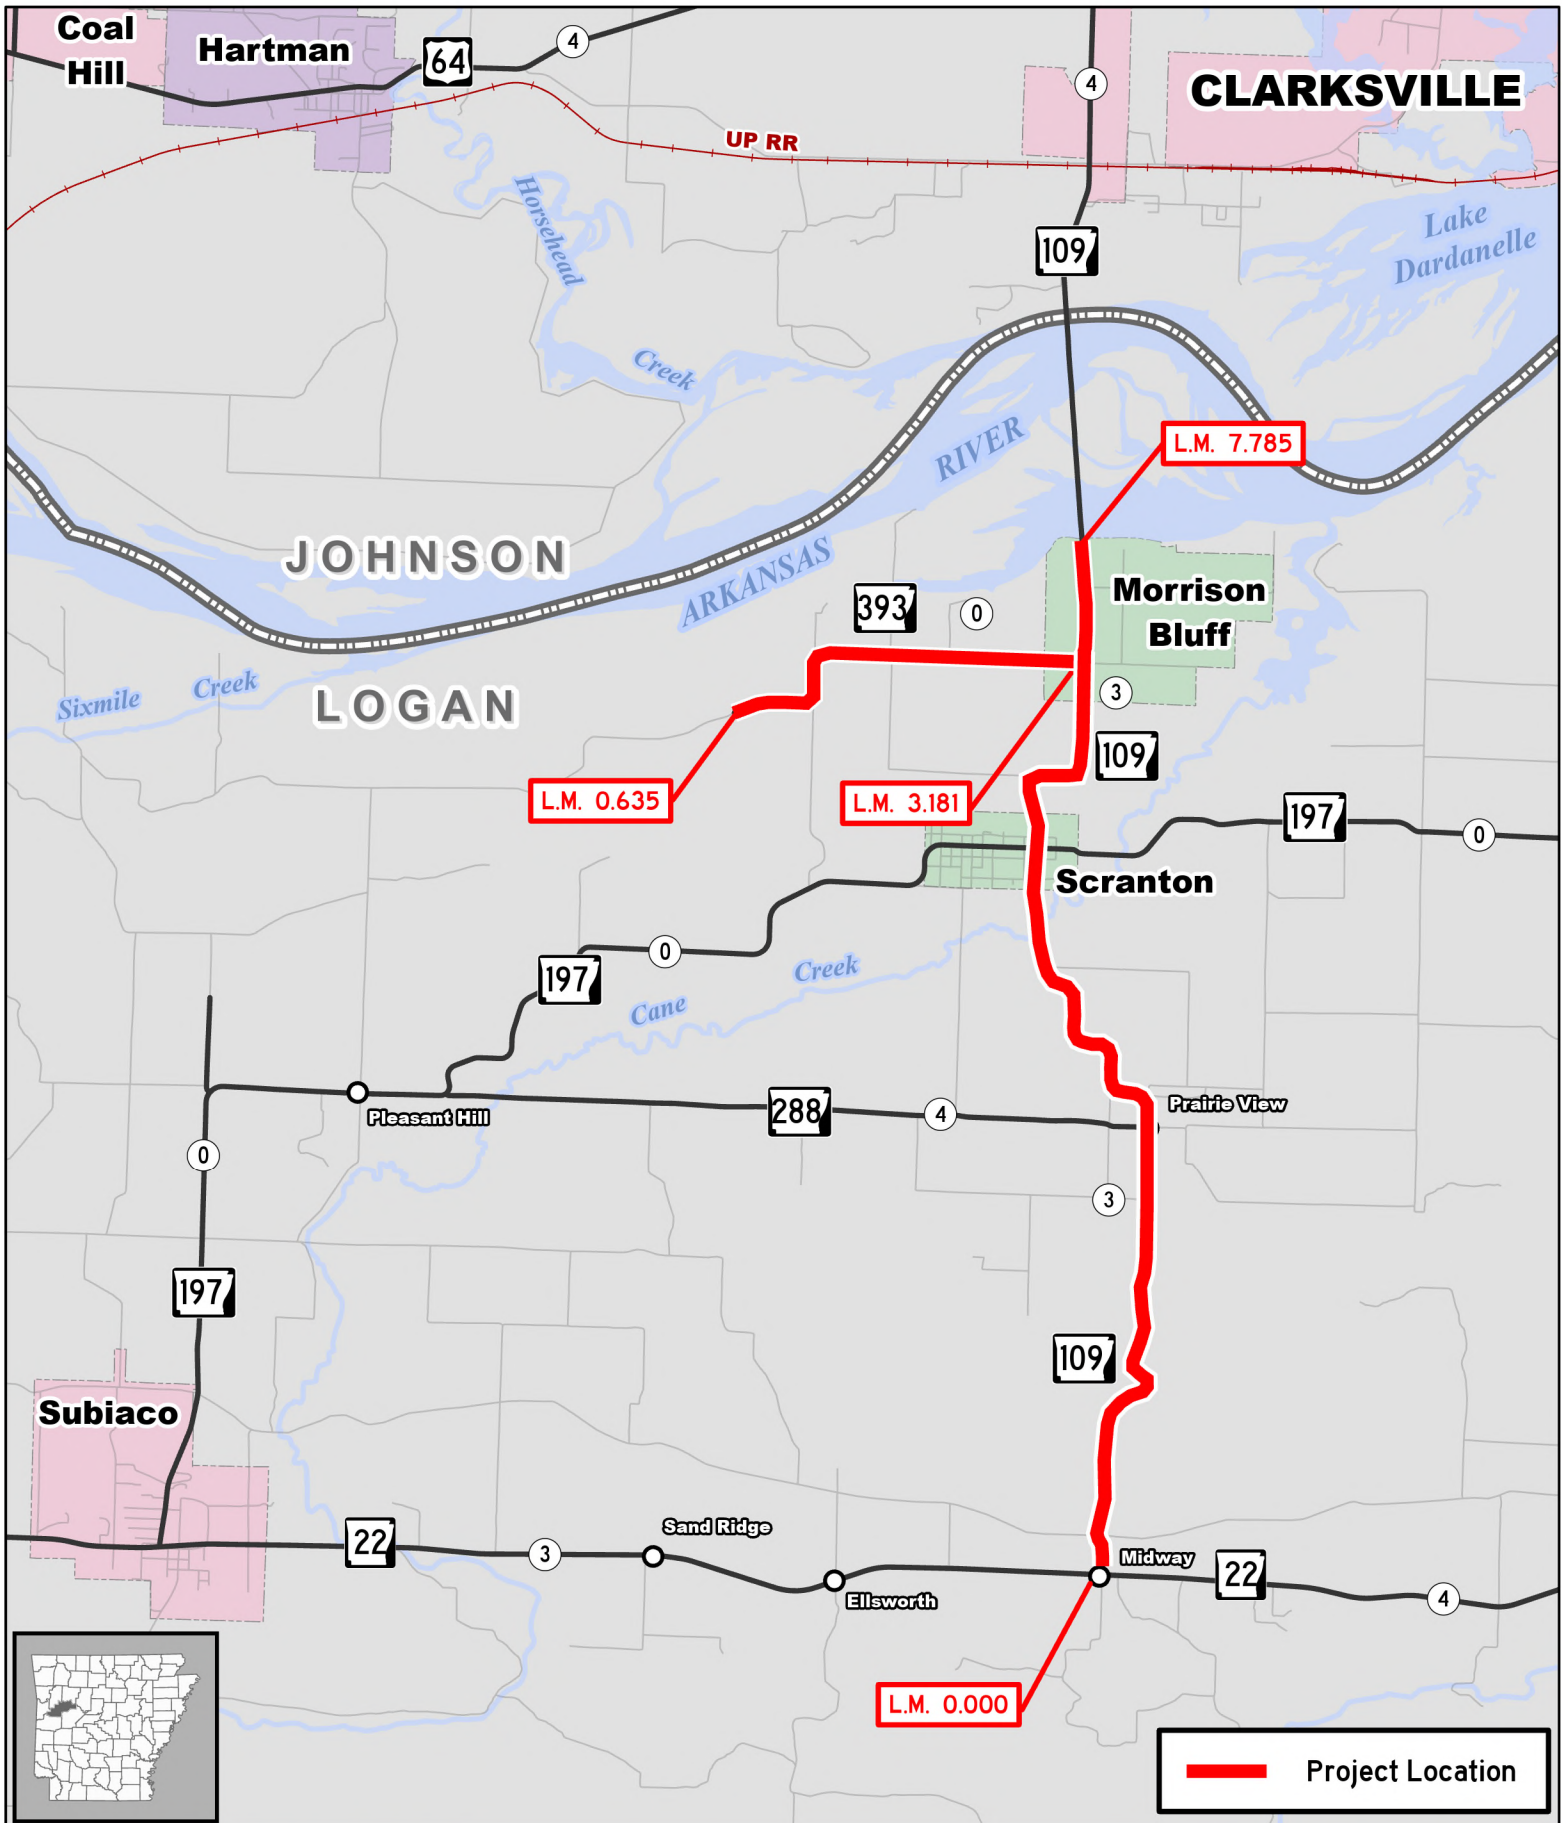 Coal
Hill
Hartman
64
4
4
CLARKSVILLE
UP RR
Horsehead
Creek
109
Lake
Dardanelle
L.M. 7.785
RIVER
ARKANSAS
JOHNSON
LOGAN
Sixmile Creek
393
0
Morrison
Bluff
3
109
L.M. 0.635
L.M. 3.181
197
0
Scranton
0
197
Cane Creek
Pleasant Hill
288
4
Prairie View
0
3
197
109
Subiaco
22
3
Sand Ridge
Ellsworth
Midway
22
4
L.M. 0.000
Project Location